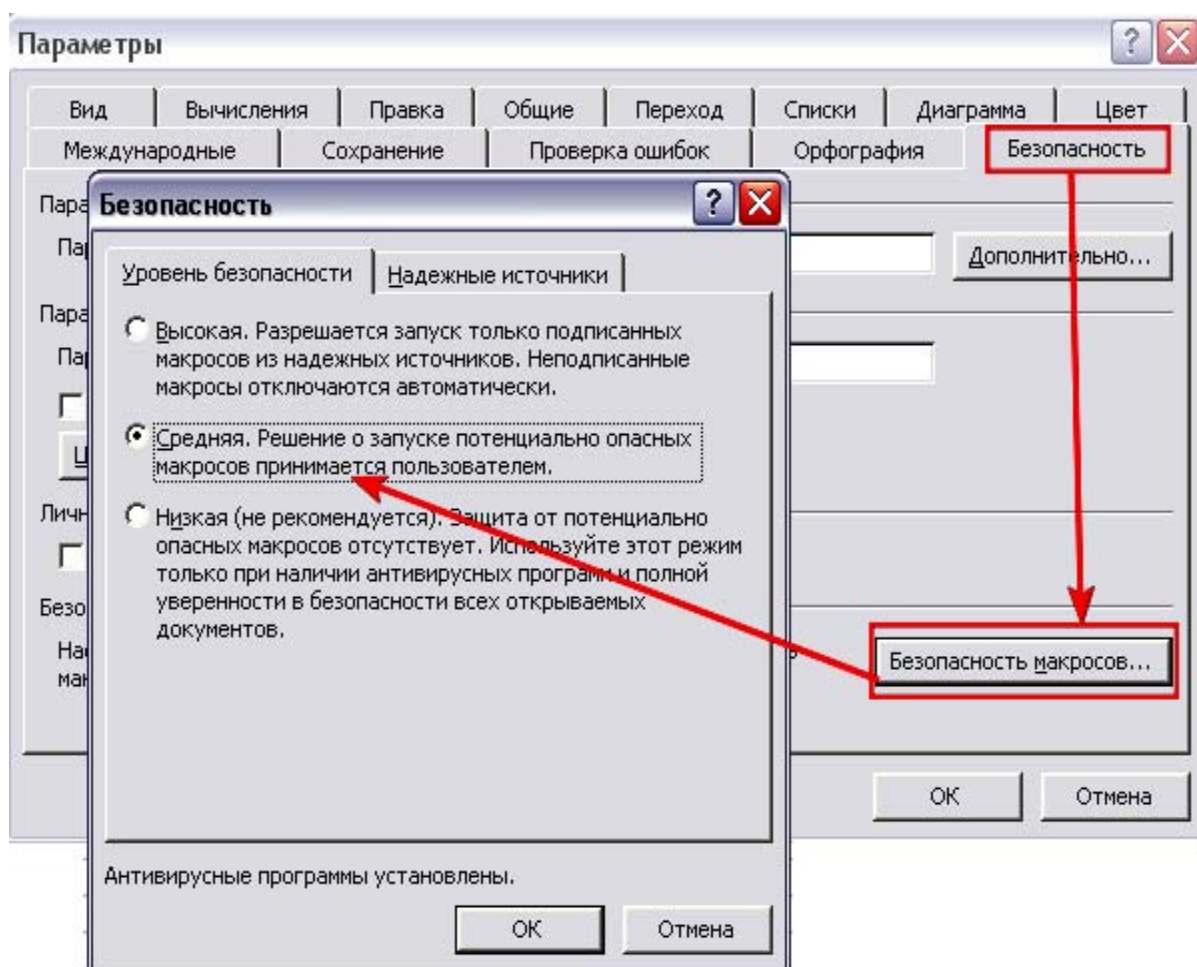 Параметры
Вид Вычисления Правка Общие Переход Списки Диаграмма Цвет
Международные Сохранение Проверка ошибок Орфография Безопасность
Безопасность
Дополнительно...
Уровень безопасности Надежные источники
Высокая. Разрешается запуск только подписанных
макросов из надежных источников. Неподписанные
макросы отключаются автоматически.
Средняя. Решение о запуске потенциально опасных
макросов принимается пользователем.
Низкая (не рекомендуется). Защита от потенциально
опасных макросов отсутствует. Используйте этот режим
только при наличии антивирусных программ и полной
уверенности в безопасности всех открываемых
документов.
Безопасность макросов...
OK Отмена
Антивирусные программы установлены.
OK Отмена